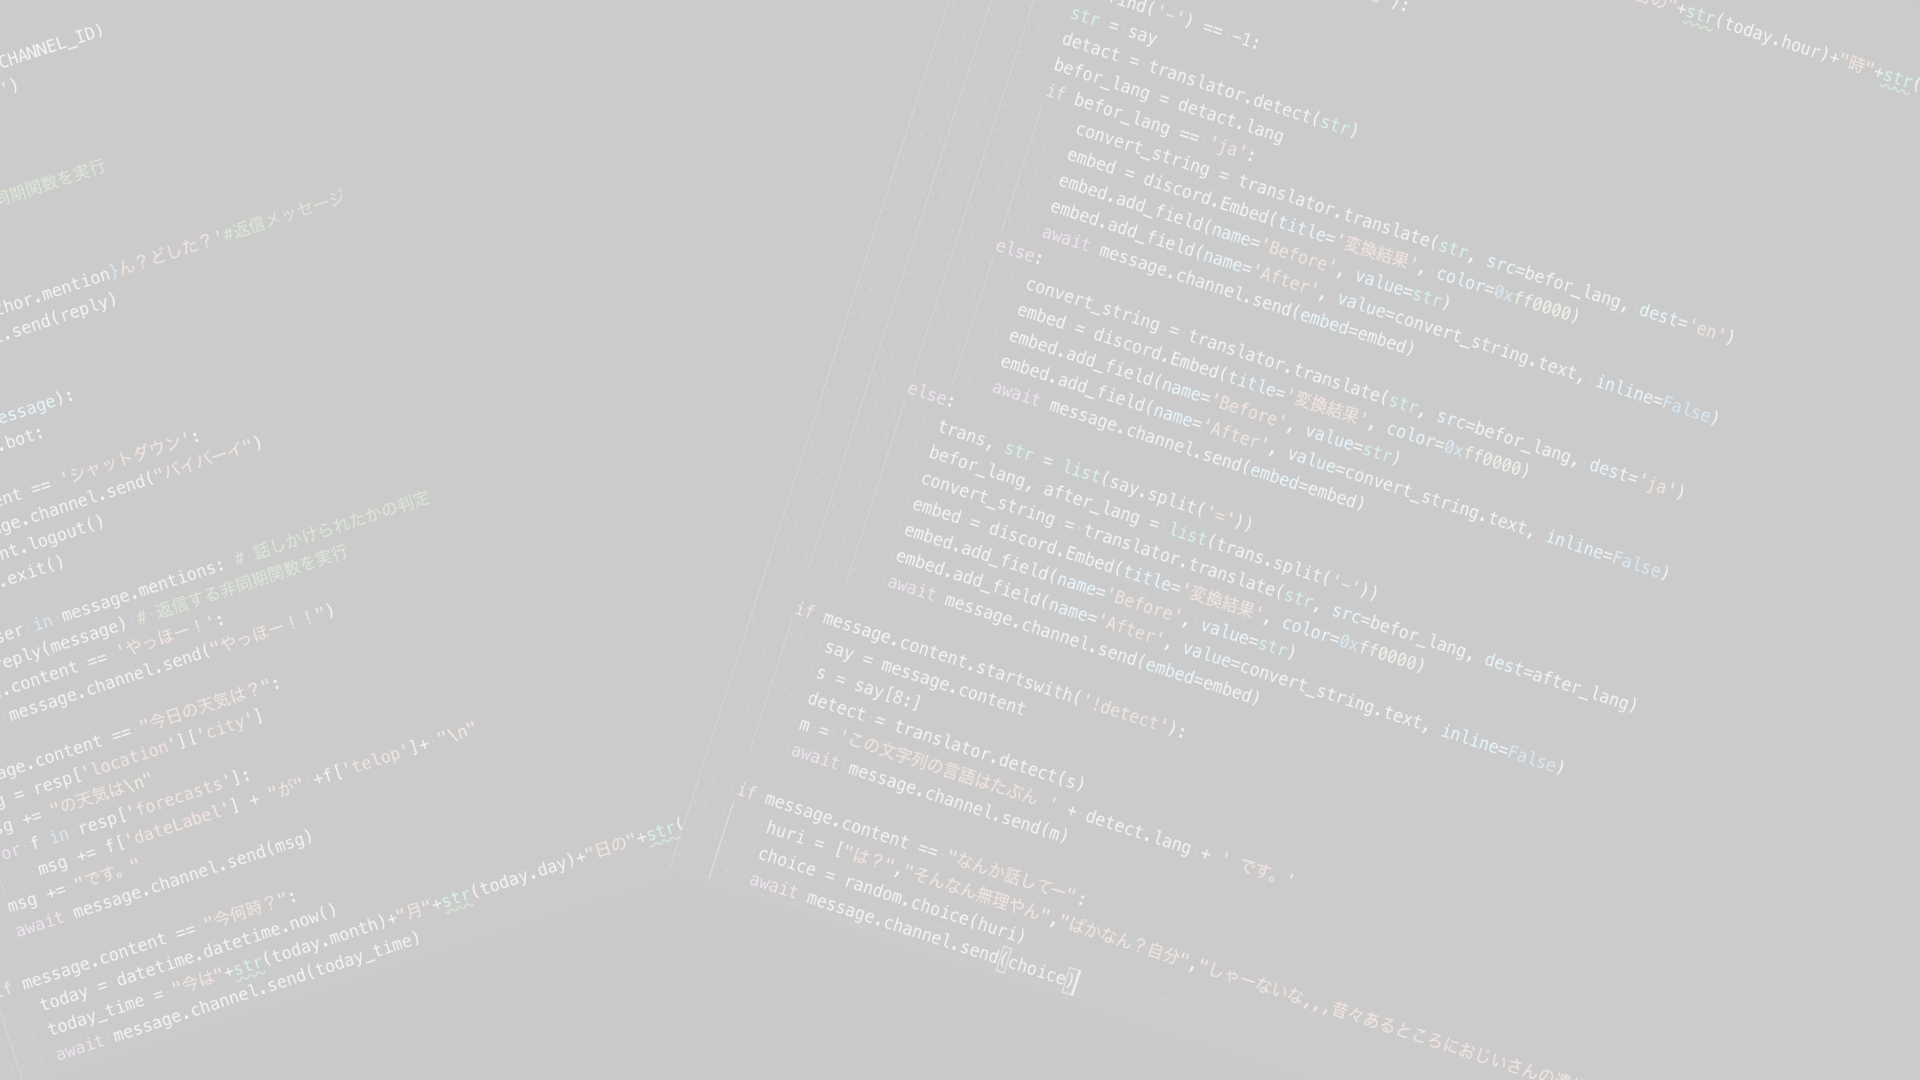 CHANNEL_ID)
')
同期関数を実行
thor.mention}ん？どした？'#返信メッセージ
.send(reply)
essage):
.bot:
ent == 'シャットダウン':
ge.channel.send("バイバーイ")
nt.logout()
.exit()
ser in message.mentions: # 話しかけられたかの判定
reply(message) # 返信する非同期関数を実行
.content == 'やっほー！':
message.channel.send("やっほー！！")
age.content == "今日の天気は？":
g = resp['location']['city']
sg += "の天気は\n"
or f in resp['forecasts']:
msg += f['dateLabel'] + "が" +f['telop']+ "\n"
msg += "です。"
await message.channel.send(msg)
if message.content == "今何時？":
today = datetime.datetime.now()
today_time = "今は"+str(today.month)+"月"+str(today.day)+"日の"+str(
await message.channel.send(today_time)
日の"+str(today.hour)+"時"+str(
find('−') == −1:
str = say
detact = translator.detect(str)
befor_lang = detact.lang
if befor_lang == 'ja':
convert_string = translator.translate(str, src=befor_lang, dest='en')
embed = discord.Embed(title='変換結果', color=0xff0000)
embed.add_field(name='Before', value=str)
embed.add_field(name='After', value=convert_string.text, inline=False)
await message.channel.send(embed=embed)
else:
convert_string = translator.translate(str, src=befor_lang, dest='ja')
embed = discord.Embed(title='変換結果', color=0xff0000)
embed.add_field(name='Before', value=str)
embed.add_field(name='After', value=convert_string.text, inline=False)
await message.channel.send(embed=embed)
else:
trans, str = list(say.split('='))
befor_lang, after_lang = list(trans.split('−'))
convert_string = translator.translate(str, src=befor_lang, dest=after_lang)
embed = discord.Embed(title='変換結果', color=0xff0000)
embed.add_field(name='Before', value=str)
embed.add_field(name='After', value=convert_string.text, inline=False)
await message.channel.send(embed=embed)
if message.content.startswith('!detect'):
say = message.content
s = say[8:]
detect = translator.detect(s)
m = 'この文字列の言語はたぶん ' + detect.lang + ' です。'
await message.channel.send(m)
if message.content == "なんか話してー":
huri = ["は？","そんなん無理やん","ばかなん？自分","しゃーないな,,,昔々あるところにおじいさんの
choice = random.choice(huri)
await message.channel.send(choice)